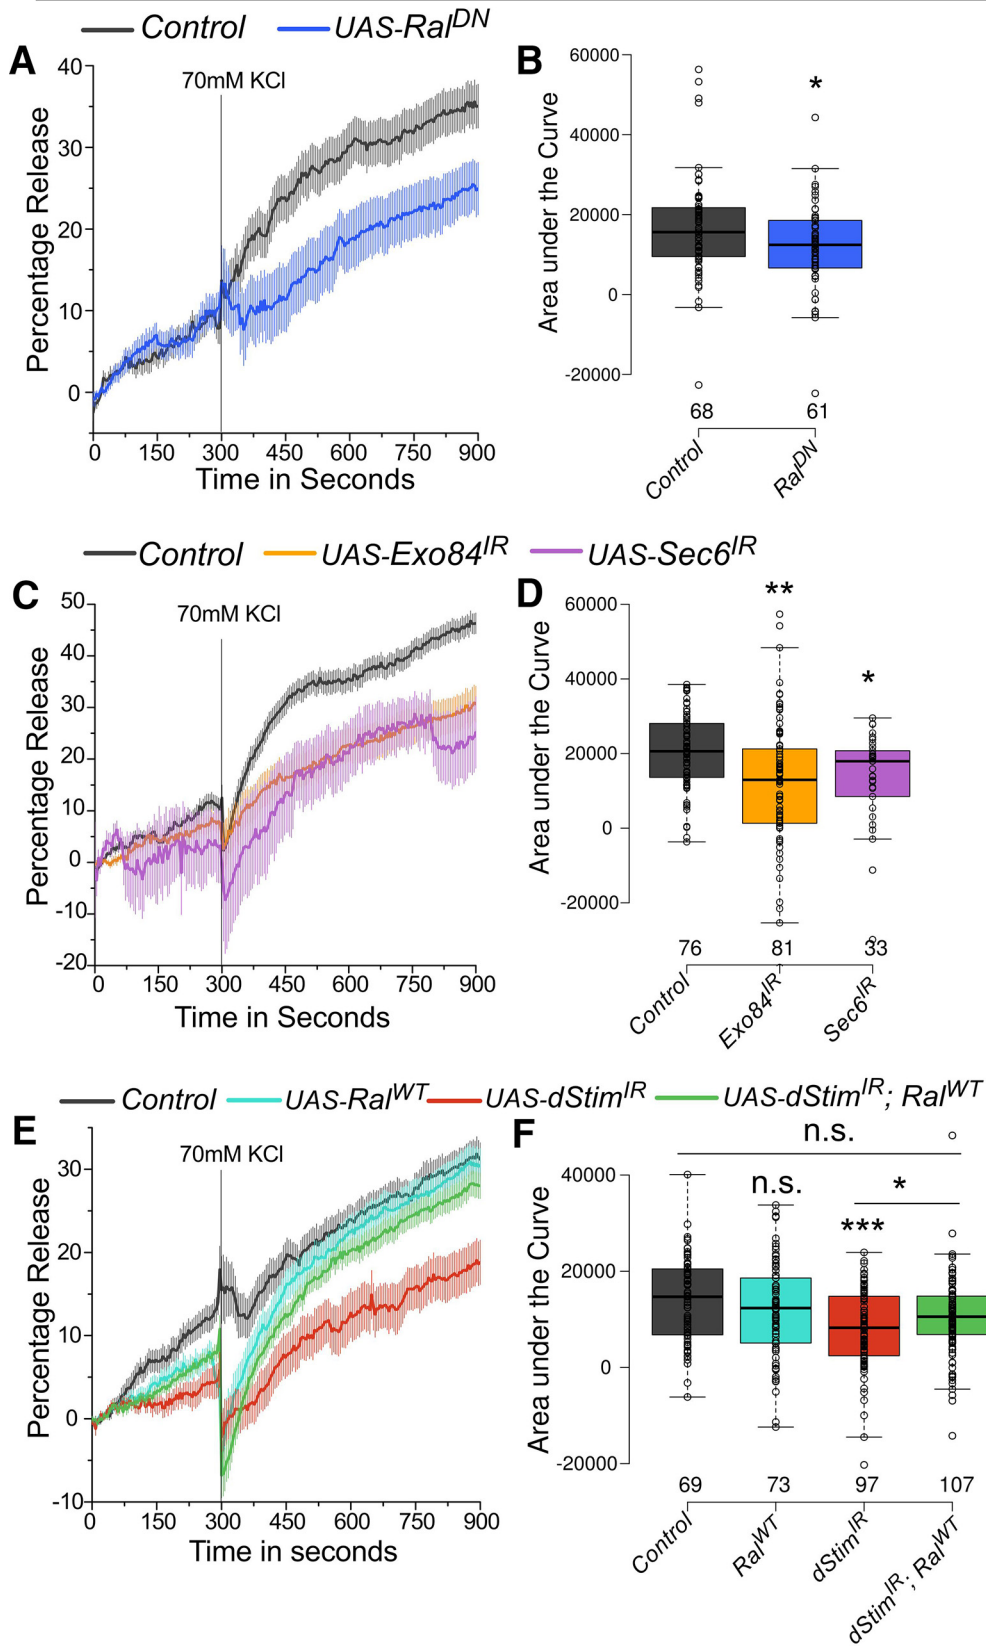 Control UAS-Ral^DN
A
40
30
20
10
0
Percentage Release
70mM KCl
0 150 300 450 600 750 900
Time in Seconds
B
60000
40000
20000
0
-20000
Area under the Curve
*
68 61
Control Ral^DN
Control UAS-Exo84^IR UAS-Sec6^IR
C
50
40
30
20
10
0
-10
-20
Percentage Release
70mM KCl
0 150 300 450 600 750 900
Time in Seconds
D
60000
40000
20000
0
-20000
Area under the Curve
** *
76 81 33
Control Exo84^IR Sec6^IR
Control UAS-Ral^WT UAS-dStim^IR UAS-dStim^IR; Ral^WT
E
30
20
10
0
-10
Percentage Release
70mM KCl
0 150 300 450 600 750 900
Time in seconds
F
40000
20000
0
-20000
Area under the Curve
n.s.
n.s. *** *
69 73 97 107
Control Ral^WT dStim^IR dStim^IR; Ral^WT